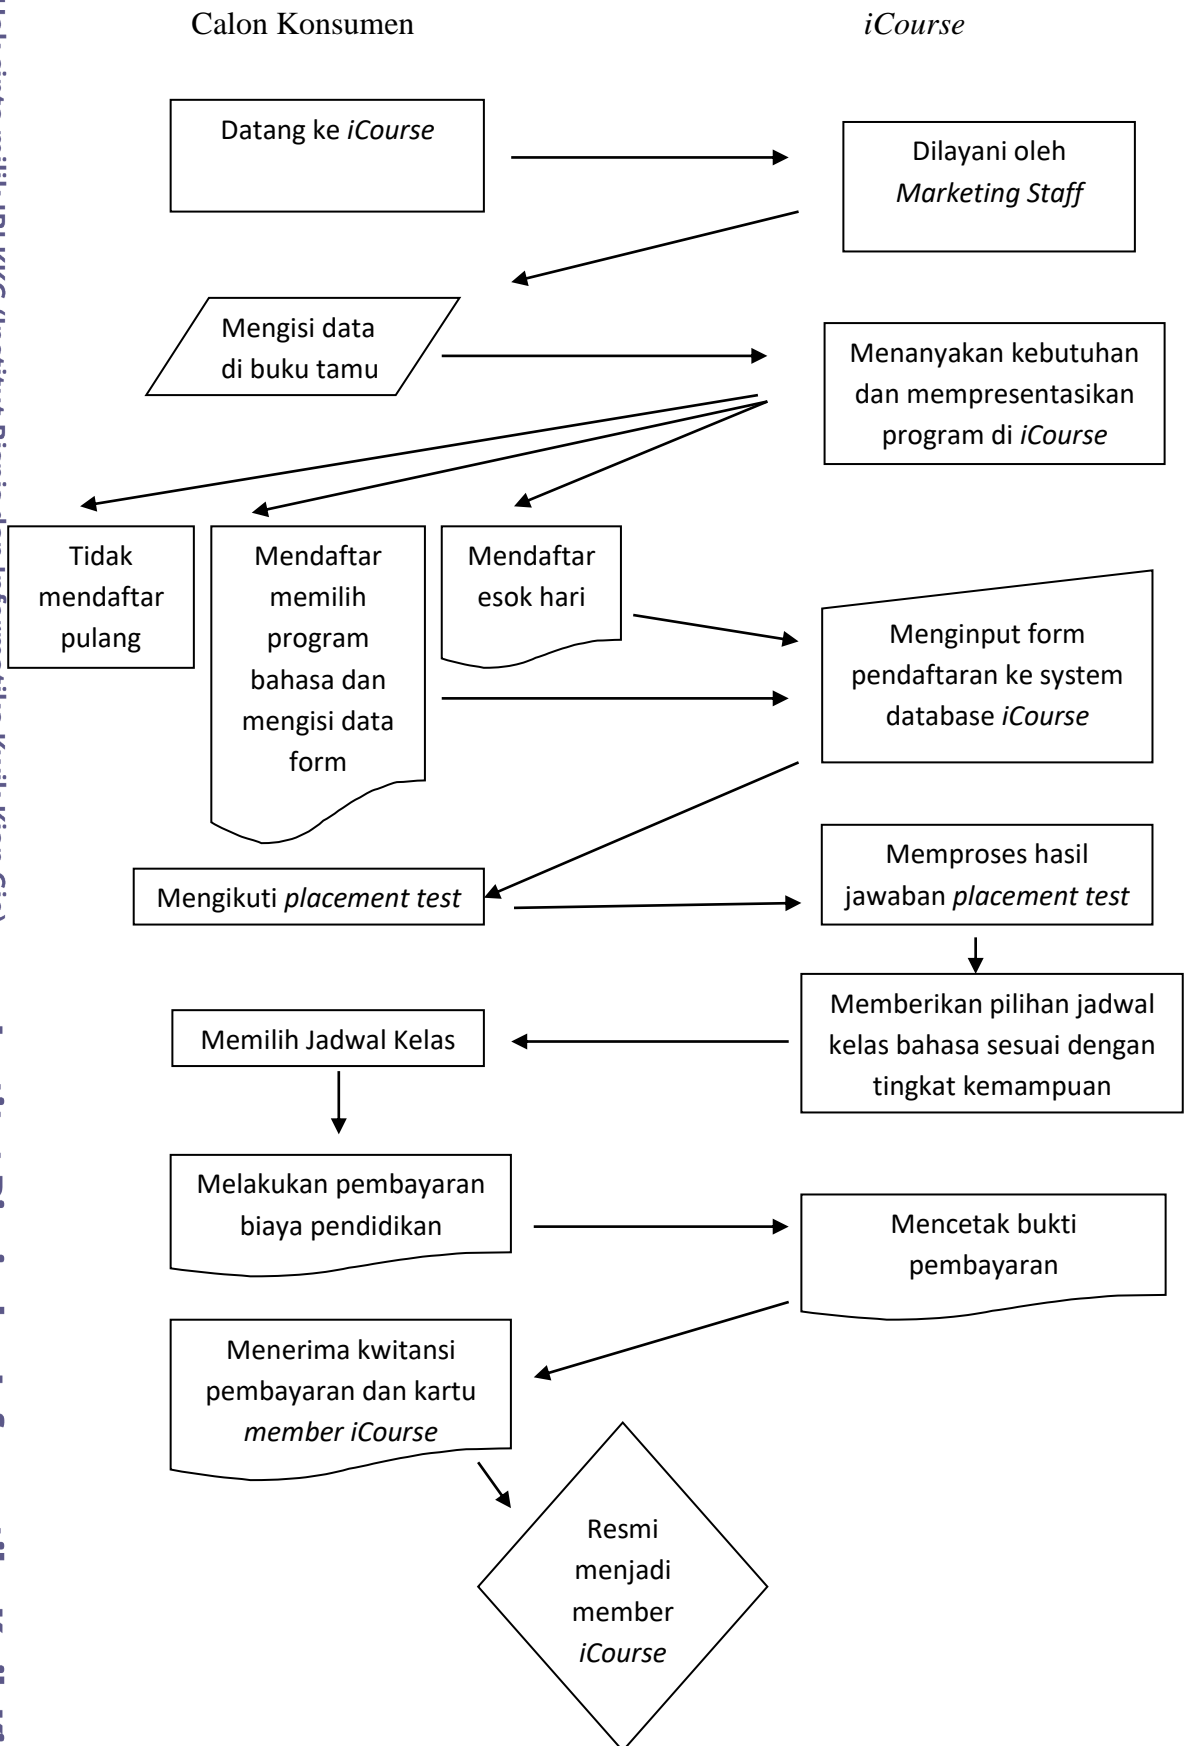 Calon Konsumen
iCourse
Datang ke iCourse
Dilayani oleh
Marketing Staff
Mengisi data
di buku tamu
Menanyakan kebutuhan
dan mempresentasikan
program di iCourse
Tidak
mendaftar
pulang
Mendaftar
memilih
program
bahasa dan
mengisi data
form
Mendaftar
esok hari
Menginput form
pendaftaran ke system
database iCourse
Mengikuti placement test
Memproses hasil
jawaban placement test
Memberikan pilihan jadwal
kelas bahasa sesuai dengan
tingkat kemampuan
Memilih Jadwal Kelas
Melakukan pembayaran
biaya pendidikan
Mencetak bukti
pembayaran
Menerima kwitansi
pembayaran dan kartu
member iCourse
Resmi
menjadi
member
iCourse